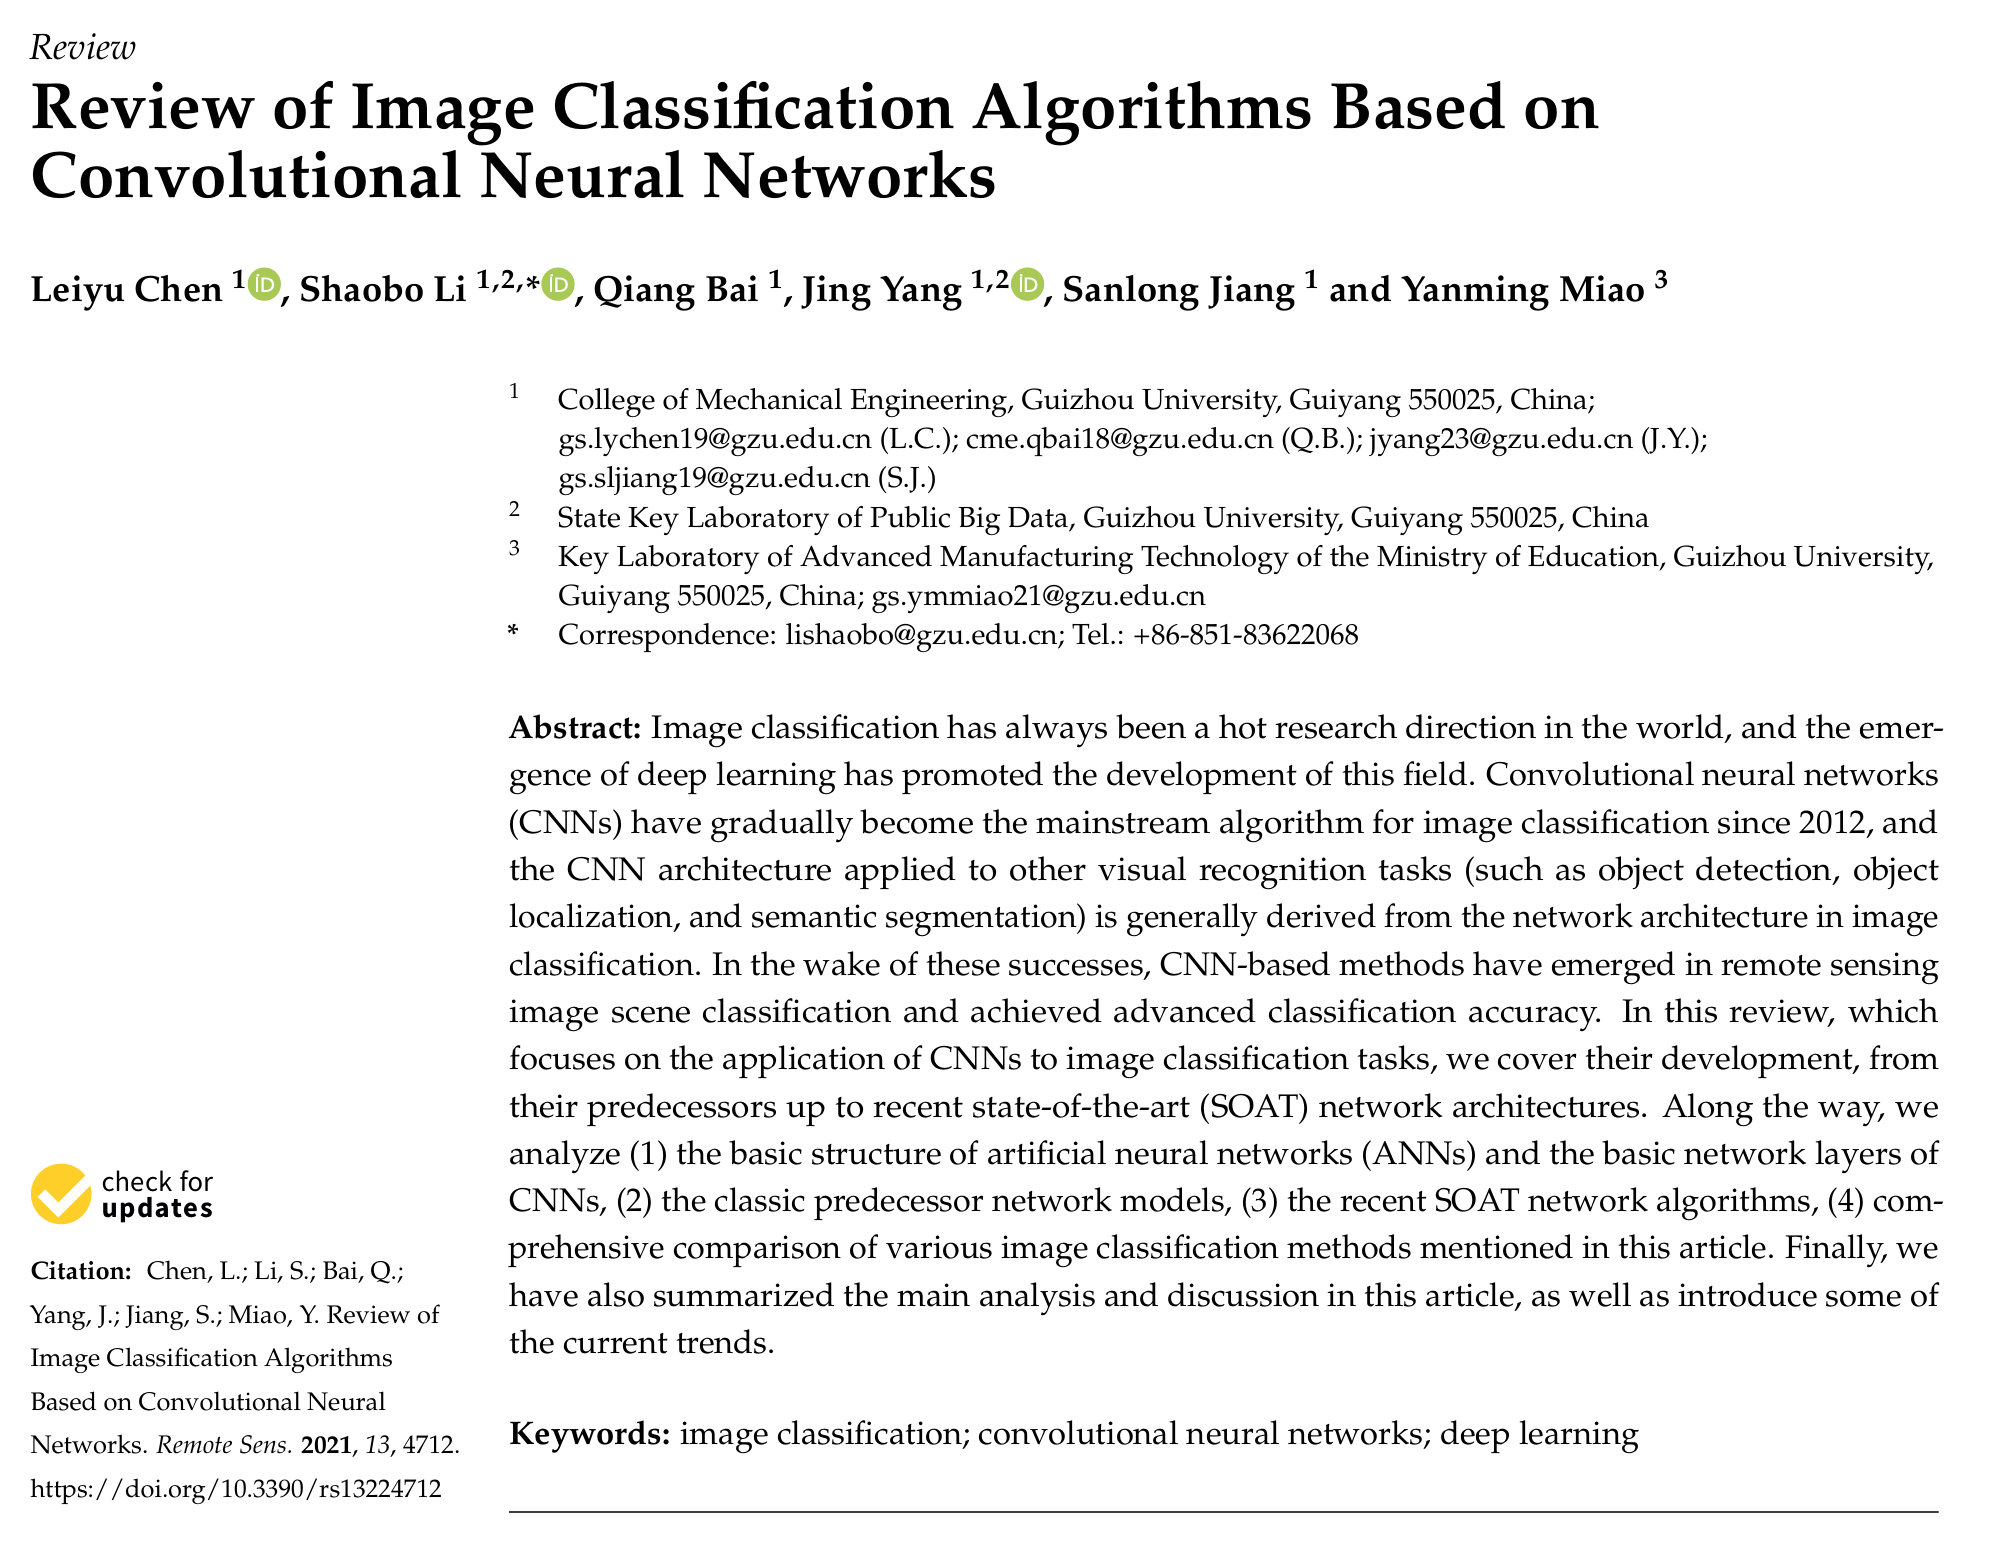 Review
Review of Image Classification Algorithms Based on
Convolutional Neural Networks
Leiyu Chen 1 iD, Shaobo Li 1,2,* iD, Qiang Bai 1, Jing Yang 1,2 iD, Sanlong Jiang 1 and Yanming Miao 3
1 College of Mechanical Engineering, Guizhou University, Guiyang 550025, China;
gs.lychen19@gzu.edu.cn (L.C.); cme.qbai18@gzu.edu.cn (Q.B.); jyang23@gzu.edu.cn (J.Y.);
gs.sljiang19@gzu.edu.cn (S.J.)
2 State Key Laboratory of Public Big Data, Guizhou University, Guiyang 550025, China
3 Key Laboratory of Advanced Manufacturing Technology of the Ministry of Education, Guizhou University,
Guiyang 550025, China; gs.ymmiao21@gzu.edu.cn
* Correspondence: lishaobo@gzu.edu.cn; Tel.: +86-851-83622068
Abstract: Image classification has always been a hot research direction in the world, and the emer-
gence of deep learning has promoted the development of this field. Convolutional neural networks
(CNNs) have gradually become the mainstream algorithm for image classification since 2012, and
the CNN architecture applied to other visual recognition tasks (such as object detection, object
localization, and semantic segmentation) is generally derived from the network architecture in image
classification. In the wake of these successes, CNN-based methods have emerged in remote sensing
image scene classification and achieved advanced classification accuracy. In this review, which
focuses on the application of CNNs to image classification tasks, we cover their development, from
their predecessors up to recent state-of-the-art (SOAT) network architectures. Along the way, we
analyze (1) the basic structure of artificial neural networks (ANNs) and the basic network layers of
CNNs, (2) the classic predecessor network models, (3) the recent SOAT network algorithms, (4) com-
prehensive comparison of various image classification methods mentioned in this article. Finally, we
have also summarized the main analysis and discussion in this article, as well as introduce some of
the current trends.
Keywords: image classification; convolutional neural networks; deep learning
check for
updates
Citation: Chen, L.; Li, S.; Bai, Q.;
Yang, J.; Jiang, S.; Miao, Y. Review of
Image Classification Algorithms
Based on Convolutional Neural
Networks. Remote Sens. 2021, 13, 4712.
https://doi.org/10.3390/rs13224712